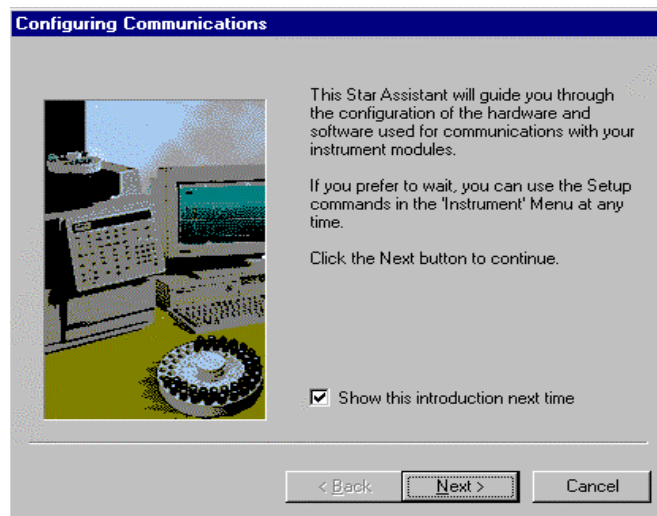 Configuring Communications
This Star Assistant will guide you through
the configuration of the hardware and
software used for communications with your
instrument modules.
If you prefer to wait, you can use the Setup
commands in the 'Instrument' Menu at any
time.
Click the Next button to continue.
Show this introduction next time
< Back
Next >
Cancel